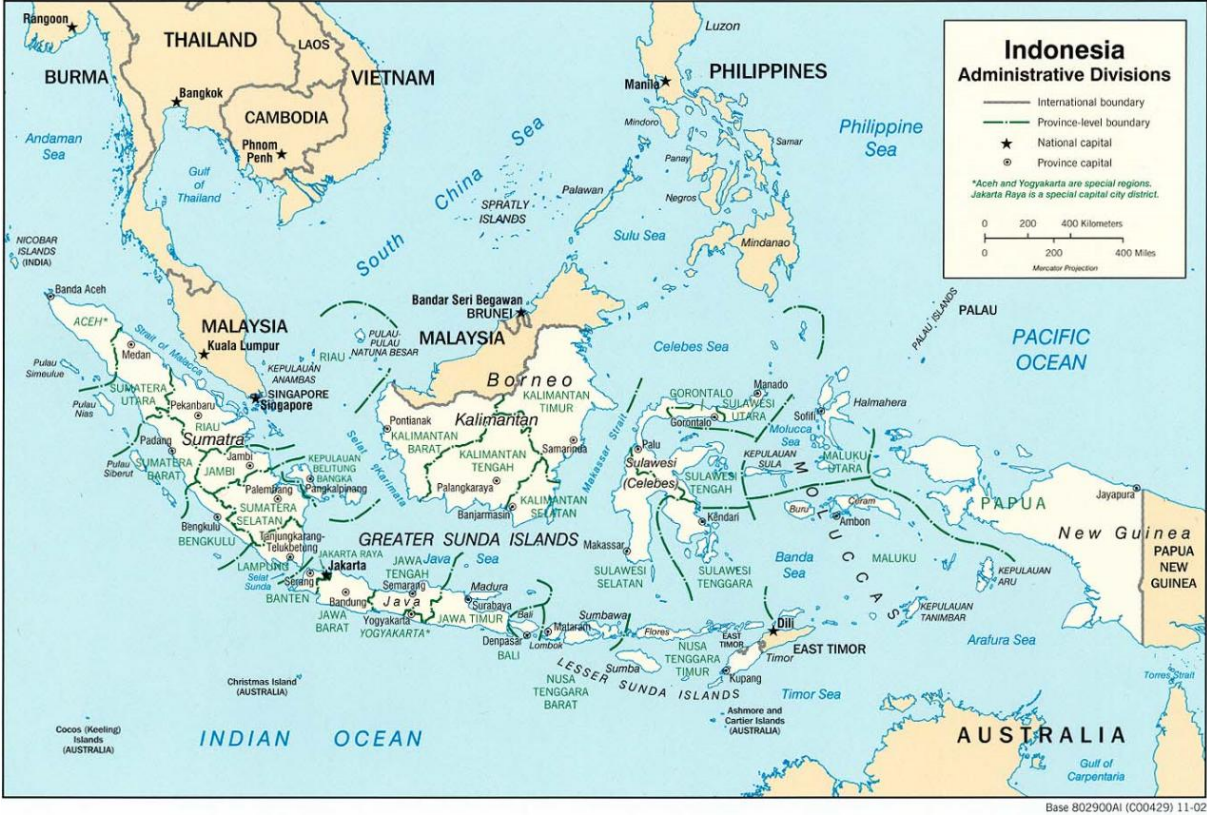 Rangoon
THAILAND
LAOS
BURMA
VIETNAM
Bangkok
CAMBODIA
Phnom
Penh
Andaman
Sea
Gulf
of
Thailand
South China Sea
SPRATLY
ISLANDS
Luzon
PHILIPPINES
Manila
Mindoro
Samar
Panay
Palawan
Negros
Sulu Sea
Mindanao
Philippine
Sea
Indonesia
Administrative Divisions
International boundary
Province-level boundary
National capital
Province capital
*Aceh and Yogyakarta are special regions.
Jakarta Raya is a special capital city district.
0 200 400 Kilometers
0 200 400 Miles
Mercator Projection
NICOBAR
ISLANDS
(INDIA)
Banda Aceh
ACEH*
Strait of Malacca
Medan
Pulau
Simeulue
Pulau
Nias
SUMATERA
UTARA
MALAYSIA
Kuala Lumpur
KEPULAUAN
ANAMBAS
SINGAPORE
Singapore
RIAU
PULAU-
PULAU
NATUNA BESAR
Bandar Seri Begawan
BRUNEI
MALAYSIA
Celebes Sea
PALAU ISLANDS
PALAU
PACIFIC
OCEAN
Pekanbaru
RIAU
Sumatra
Padang
SUMATERA
BARAT
Pulau
Siberut
JAMBI
Jambi
KEPULAUAN
BELITUNG
BANGKA
Pangkalpinang
Palembang
SUMATERA
SELATAN
Bengkulu
BENGKULU
Tanjungkarang-
Telukbetung
LAMPUNG
Selat
Sunda
Selat Karimata
Borneo
Kalimantan
KALIMANTAN
TIMUR
Pontianak
KALIMANTAN
BARAT
KALIMANTAN
TENGAH
Samarinda
Palangkaraya
Banjarmasin
KALIMANTAN
SELATAN
Makassar Strait
GORONTALO
SULAWESI
UTARA
Manado
Gorontalo
Palu
Sulawesi
(Celebes)
SULAWESI
TENGAH
Kendari
Makassar
SULAWESI
SELATAN
SULAWESI
TENGGARA
Sofifi
Halmahera
Molucca
Sea
KEPULAUAN
SULA
MALUKU
UTARA
MOLUCCAS
Buru
Ceram
Ambon
Banda
Sea
MALUKU
PAPUA
Jayapura
New Guinea
PAPUA
NEW
GUINEA
KEPULAUAN
ARU
KEPULAUAN
TANIMBAR
Arafura Sea
Torres Strait
GREATER SUNDA ISLANDS
JAKARTA RAYA
Jakarta
JAWA
TENGAH
Java Sea
Serang
BANTEN
Bandung
JAWA
BARAT
Semarang
Java
Yogyakarta
YOGYAKARTA*
Madura
Surabaya
JAWA TIMUR
Bali
Denpasar
BALI
Mataram
Lombok
Sumbawa
Flores
Sumba
LESSER SUNDA ISLANDS
NUSA
TENGGARA
BARAT
NUSA
TENGGARA
TIMUR
EAST
TIMOR
Dili
EAST TIMOR
Timor
Kupang
Timor Sea
Christmas Island
(AUSTRALIA)
Cocos (Keeling)
Islands
(AUSTRALIA)
INDIAN OCEAN
Ashmore and
Cartier Islands
(AUSTRALIA)
AUSTRALIA
Gulf of
Carpentaria
Base 802900AI (C00429) 11-02